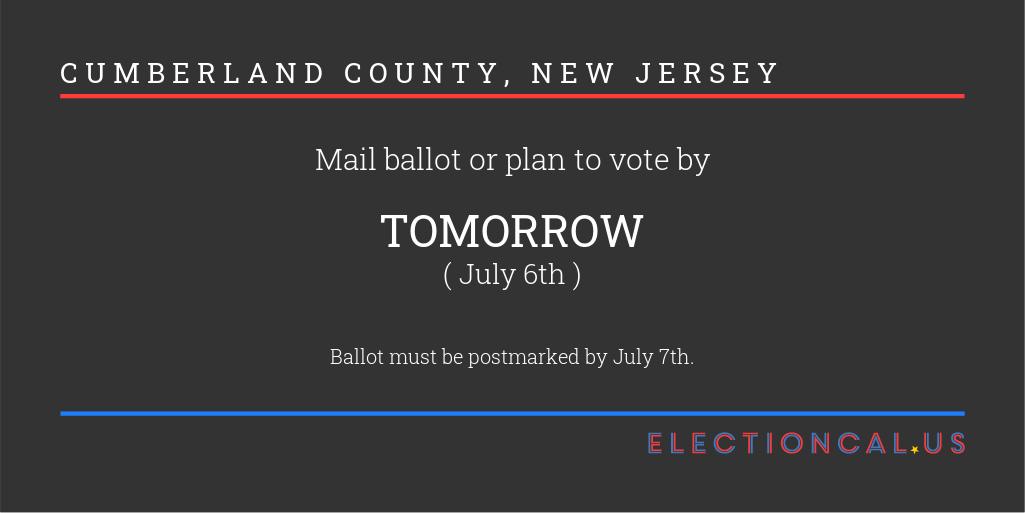 CUMBERLAND COUNTY, NEW JERSEY
Mail ballot or plan to vote by
TOMORROW
( July 6th )
Ballot must be postmarked by July 7th.
ELECTIONCAL.US